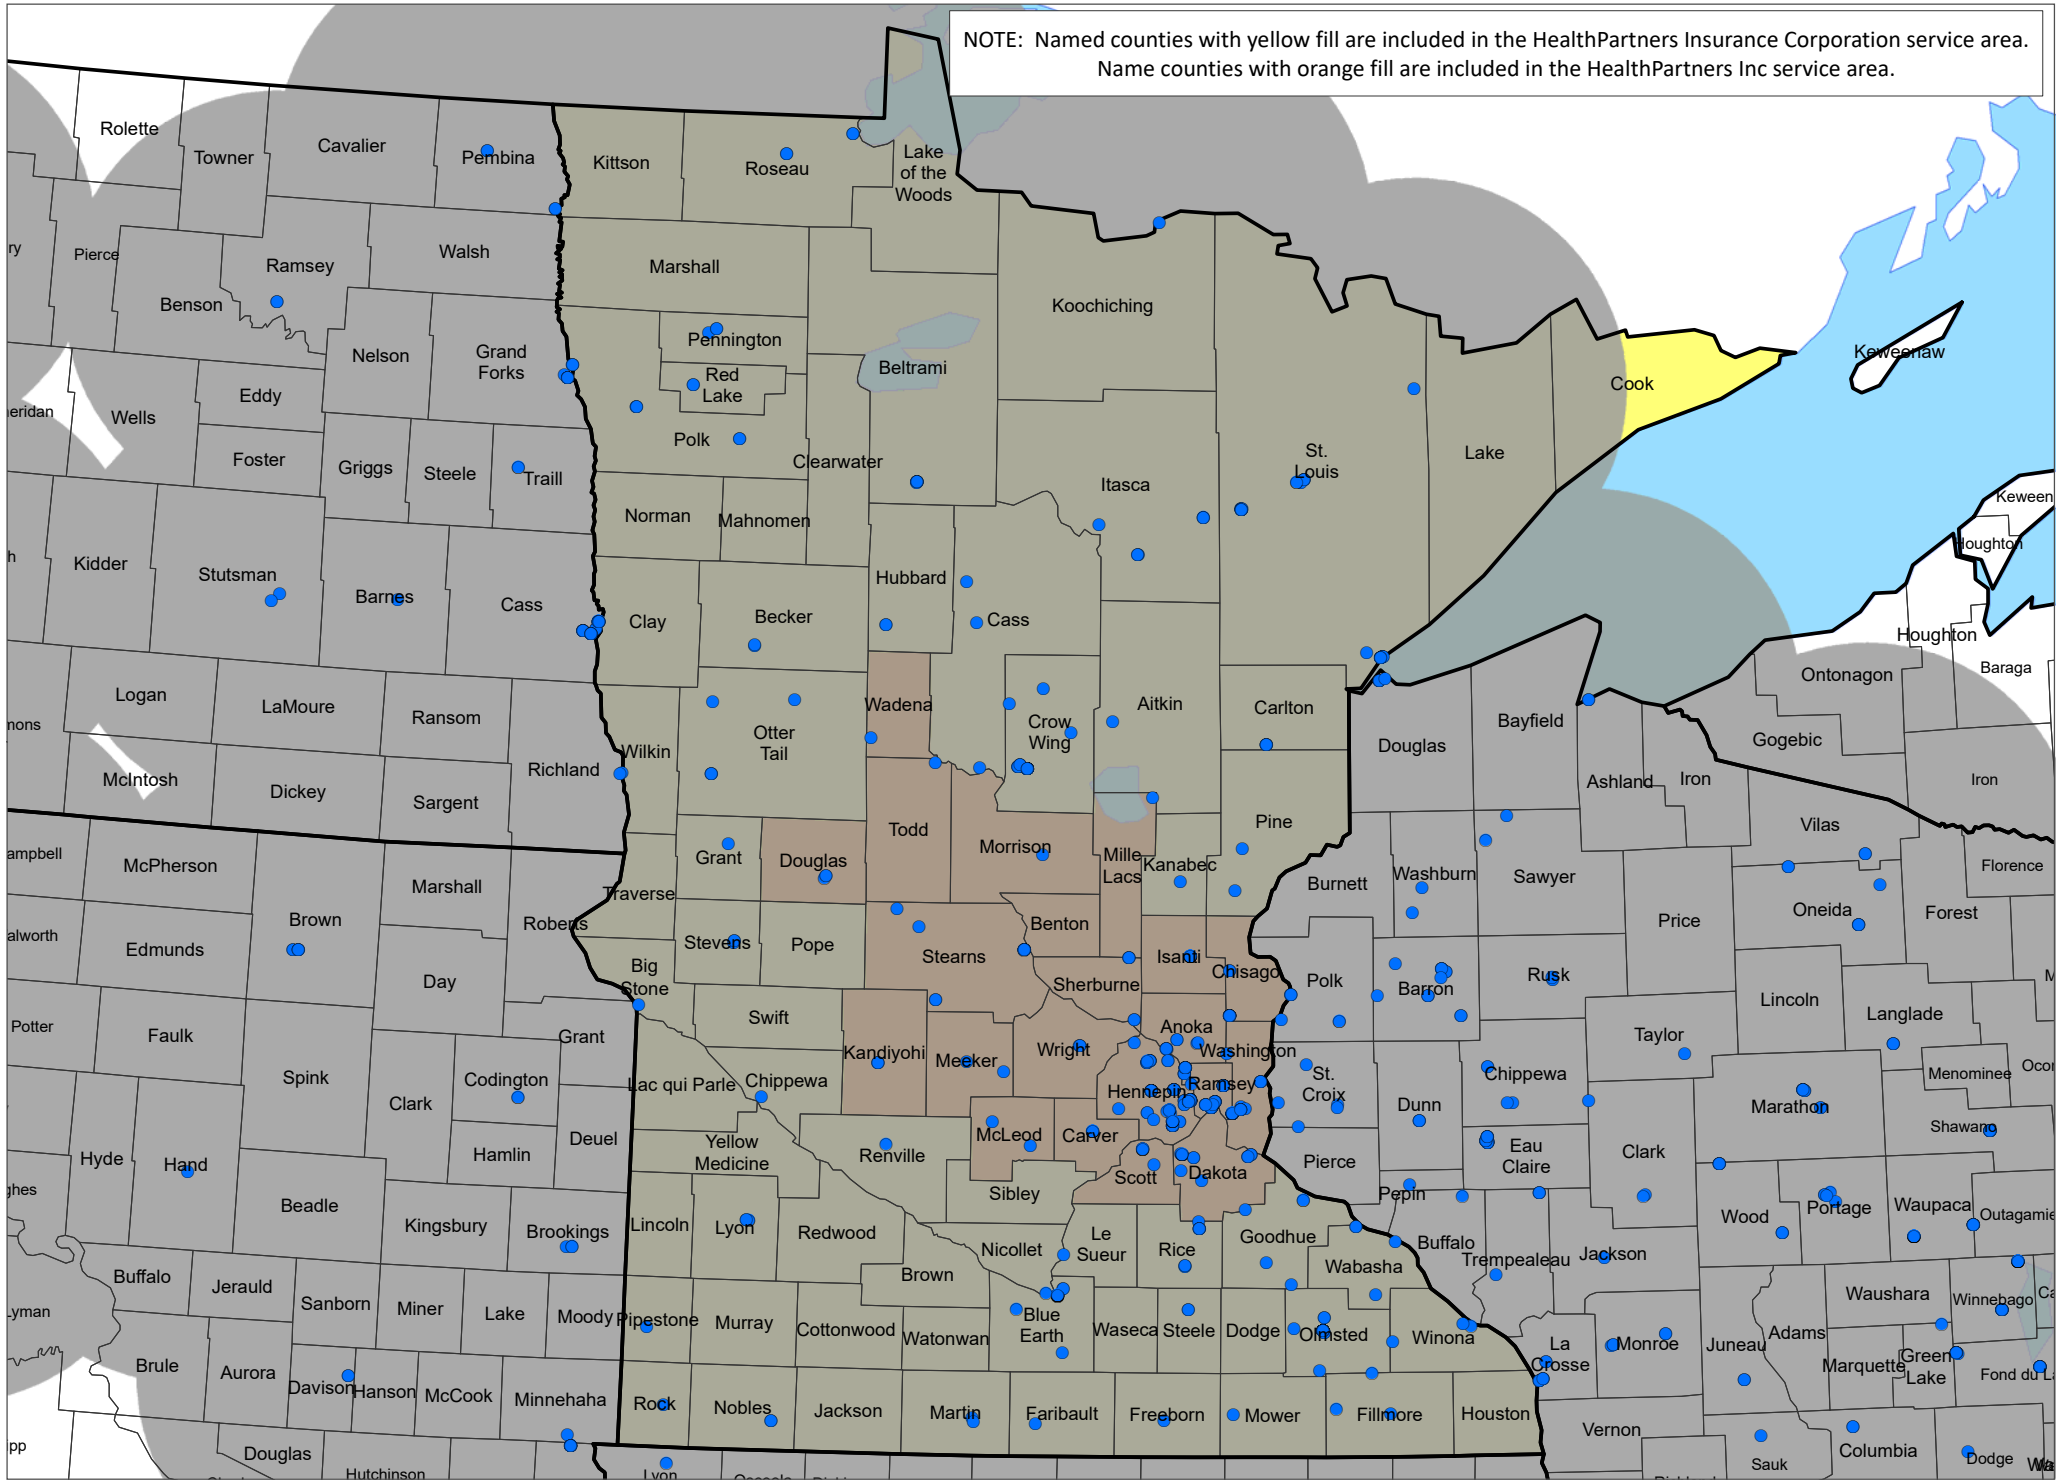 NOTE: Named counties with yellow fill are included in the HealthPartners Insurance Corporation service area.
Name counties with orange fill are included in the HealthPartners Inc service area.
Rolette
Towner
Cavalier
Pembina
Kittson
Roseau
Lake
of the
Woods
ry
Pierce
Ramsey
Walsh
Benson
Marshall
Koochiching
Nelson
Grand
Forks
Pennington
Red
Lake
Beltrami
Cook
Keweenaw
eridan
Wells
Eddy
Foster
Griggs
Steele
Traill
Polk
Clearwater
St.
Louis
Lake
Itasca
Norman
Mahnomen
Keween
Houghton
h
Kidder
Stutsman
Barnes
Cass
Clay
Becker
Hubbard
Cass
Houghton
Baraga
Ontonagon
mons
Logan
LaMoure
Ransom
Wadena
Crow
Wing
Aitkin
Carlton
Bayfield
Douglas
Gogebic
McIntosh
Dickey
Sargent
Richland
Wilkin
Otter
Tail
Ashland
Iron
Iron
ampbell
McPherson
Marshall
Grant
Douglas
Todd
Morrison
Mille
Lacs
Kanabec
Pine
Burnett
Washburn
Sawyer
Vilas
Florence
alworth
Edmunds
Brown
Roberts
Traverse
Stevens
Pope
Benton
Price
Oneida
Forest
Day
Big
Stone
Stearns
Sherburne
Isanti
Chisago
Polk
Barron
Rusk
Lincoln
Langlade
M
Potter
Faulk
Spink
Grant
Swift
Kandiyohi
Meeker
Wright
Anoka
Washington
Taylor
Codington
Clark
Lac qui Parle
Chippewa
Hennepin
Ramsey
St.
Croix
Dunn
Chippewa
Marathon
Menominee
Ocor
Shawano
Hyde
Hand
Hamlin
Deuel
Yellow
Medicine
Renville
McLeod
Carver
Scott
Dakota
Pierce
Eau
Claire
Clark
ghes
Beadle
Kingsbury
Brookings
Lincoln
Lyon
Redwood
Sibley
Nicollet
Le
Sueur
Rice
Goodhue
Pepin
Buffalo
Trempealeau
Jackson
Wood
Portage
Waupaca
Outagamie
Buffalo
Jerauld
Sanborn
Miner
Lake
Moody
Brown
Wabasha
Lyman
Pipestone
Murray
Cottonwood
Watonwan
Blue
Earth
Waseca
Steele
Dodge
Olmsted
Winona
La
Crosse
Monroe
Juneau
Adams
Waushara
Winnebago
Ca
Marquette
Green
Lake
Fond du La
Brule
Aurora
Davison
Hanson
McCook
Minnehaha
Rock
Nobles
Jackson
Martin
Faribault
Freeborn
Mower
Fillmore
Houston
Vernon
pp
Douglas
Hutchinson
Lyon
Sauk
Columbia
Dodge